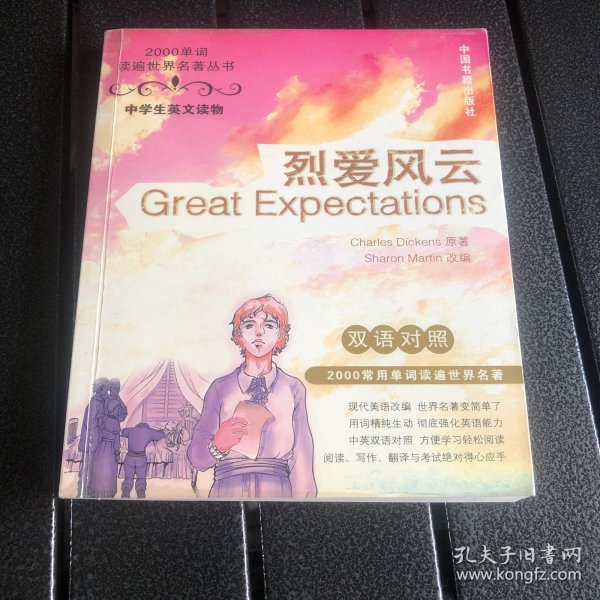 2000单词
读遍世界名著丛书
中学生英文读物
中国书籍出版社
烈爱风云
Great Expectations
Charles Dickens 原著
Sharon Martin 改编
双语对照
2000常用单词读遍世界名著
现代美语改编 世界名著变简单了
用词精纯生动 彻底强化英语能力
中英双语对照 方便学习轻松阅读
阅读、写作、翻译与考试绝对得心应手
孔夫子旧书网
www.kongfz.com